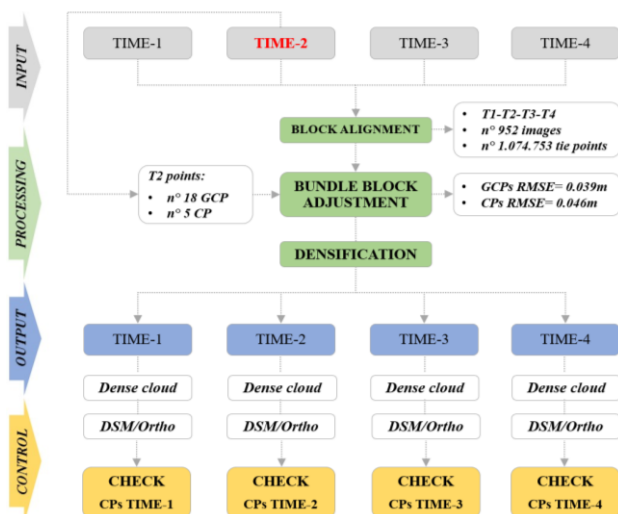 INPUT
TIME-1
TIME-2
TIME-3
TIME-4
PROCESSING
BLOCK ALIGNMENT
• T1-T2-T3-T4
• n° 952 images
• n° 1.074.753 tie points
T2 points:
• n° 18 GCP
• n° 5 CP
BUNDLE BLOCK
ADJUSTMENT
• GCPs RMSE= 0.039m
• CPs RMSE= 0.046m
DENSIFICATION
OUTPUT
TIME-1
TIME-2
TIME-3
TIME-4
Dense cloud
Dense cloud
Dense cloud
Dense cloud
DSM/Ortho
DSM/Ortho
DSM/Ortho
DSM/Ortho
CONTROL
CHECK
CPs TIME-1
CHECK
CPs TIME-2
CHECK
CPs TIME-3
CHECK
CPs TIME-4